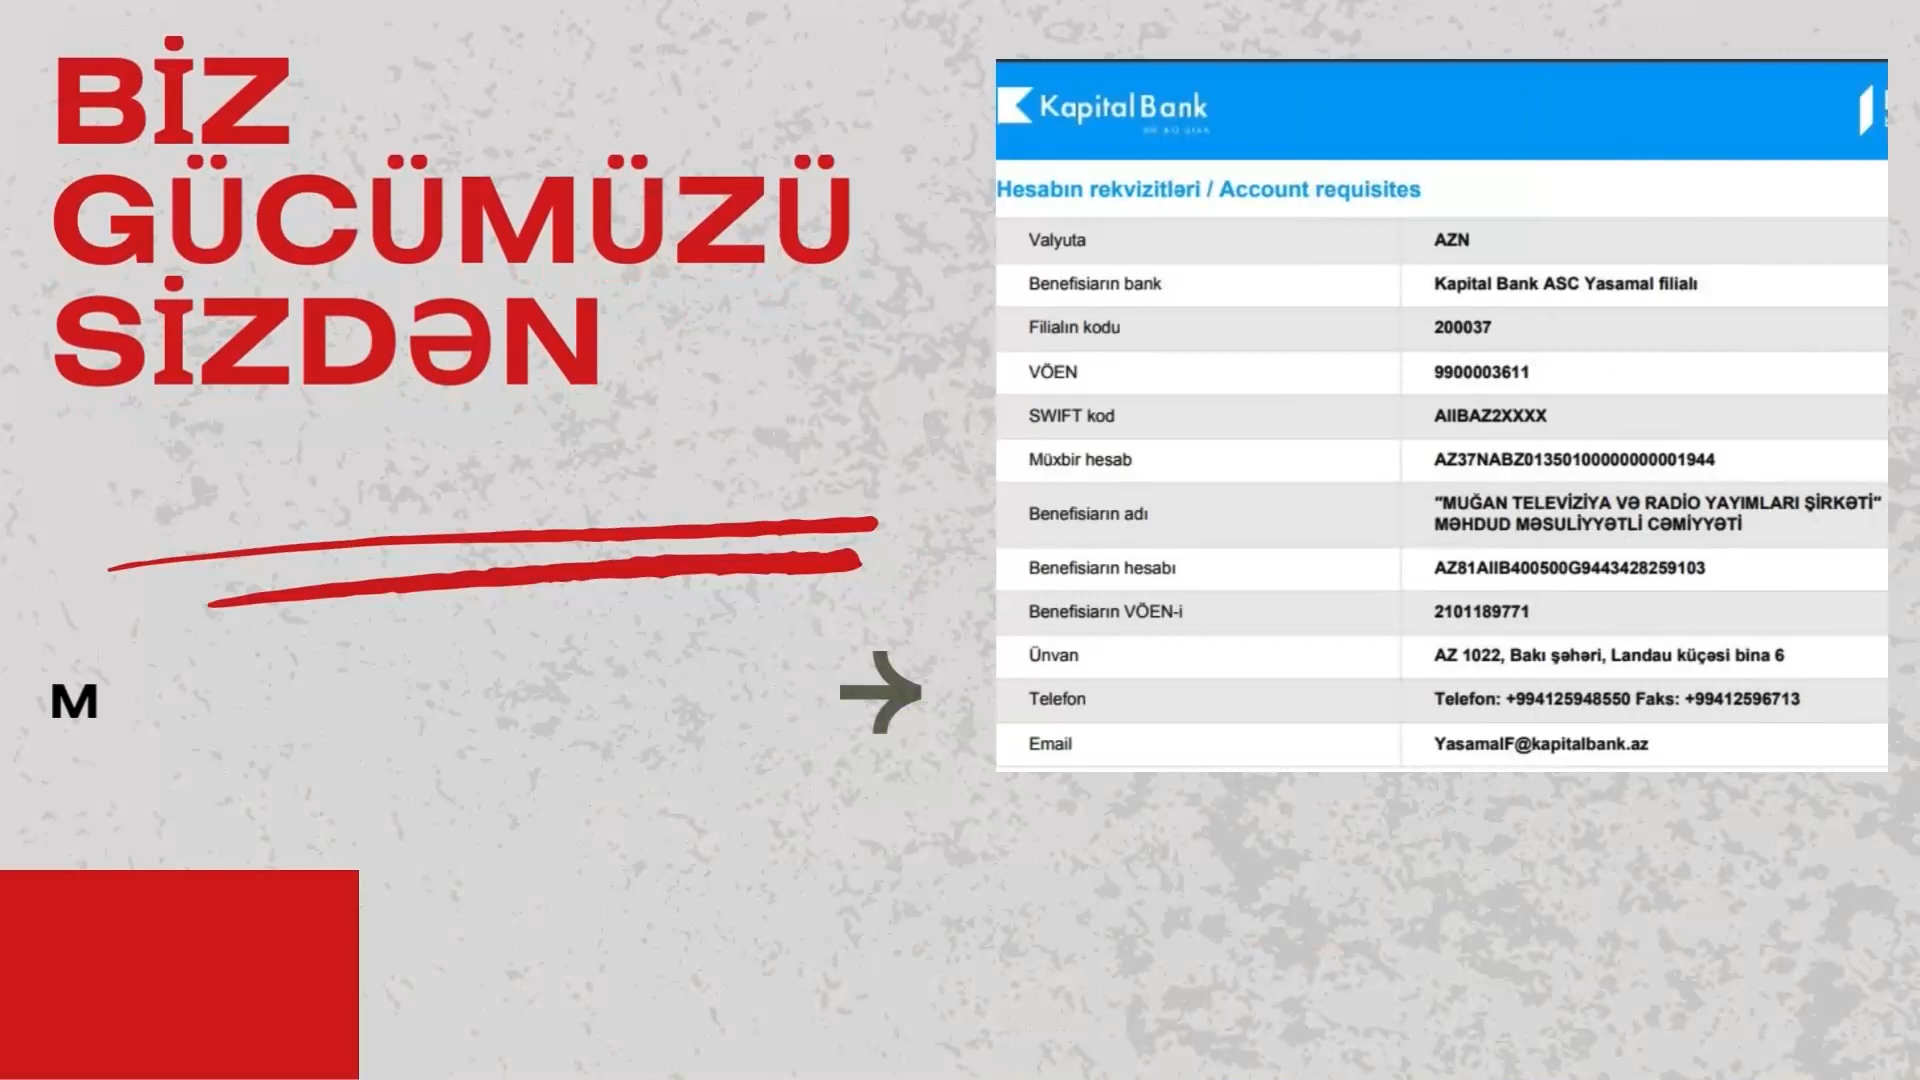 BİZ
GÜCÜMÜZÜ
SİZDƏN
M
KapitalBank
Hesabın rekvizitləri / Account requisites
Valyuta AZN
Benefisiarın bank Kapital Bank ASC Yasamal filialı
Filialın kodu 200037
VÖEN 9900003611
SWIFT kod AIIBAZ2XXXX
Müxbir hesab AZ37NABZ01350100000000001944
Benefisiarın adı "MUĞAN TELEVİZİYA VƏ RADİO YAYIMLARI ŞİRKƏTİ"
MƏHDUD MƏSULİYYƏTLİ CƏMİYYƏTİ
Benefisiarın hesabı AZ81AIIB400500G9443428259103
Benefisiarın VÖEN-i 2101189771
Ünvan AZ 1022, Bakı şəhəri, Landau küçəsi bina 6
Telefon Telefon: +994125948550 Faks: +99412596713
Email YasamalF@kapitalbank.az